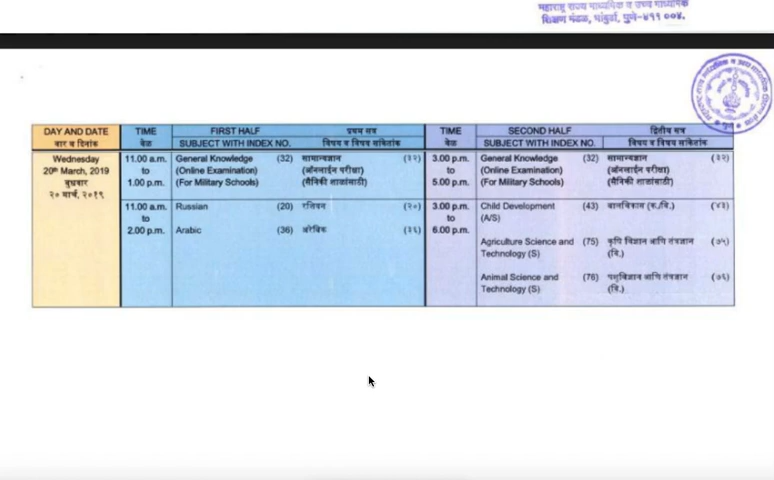 महाराष्ट्र राज्य माध्यमिक व उच्च माध्यमिक
शिक्षण मंडळ, पुणे-४११ ००४.
DAY AND DATE
वार व दिनांक
TIME
वेळ
FIRST HALF प्रथम सत्र
SUBJECT WITH INDEX NO. विषय व विषय सांकेतांक
TIME
वेळ
SECOND HALF द्वितीय सत्र
SUBJECT WITH INDEX NO. विषय व विषय सांकेतांक
Wednesday
20th March, 2019
बुधवार
२० मार्च, २०१९
11.00 a.m.
to
1.00 p.m.
General Knowledge (32) सामान्यज्ञान (३२)
(Online Examination) (ऑनलाईन परीक्षा)
(For Military Schools) (सैनिकी शाळांसाठी)
3.00 p.m.
to
5.00 p.m.
General Knowledge (32) सामान्यज्ञान (३२)
(Online Examination) (ऑनलाईन परीक्षा)
(For Military Schools) (सैनिकी शाळांसाठी)
11.00 a.m.
to
2.00 p.m.
Russian (20) रशियन (२०)
Arabic (36) अरेबिक (३६)
3.00 p.m.
to
6.00 p.m.
Child Development (43) बालविकास (क./वि.) (४३)
(A/S)
Agriculture Science and (75) कृषि विज्ञान आणि तंत्रज्ञान (७५)
Technology (S) (वि.)
Animal Science and (76) पशुविज्ञान आणि तंत्रज्ञान (७६)
Technology (S) (वि.)